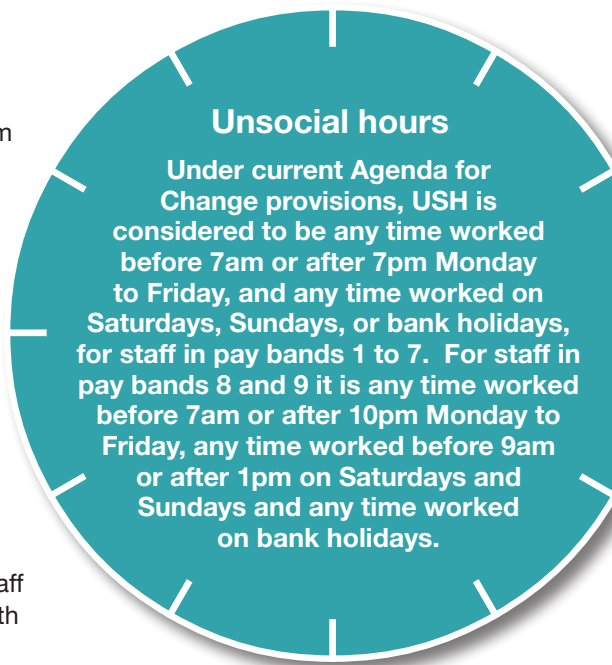 Unsocial hours
Under current Agenda for
Change provisions, USH is
considered to be any time worked
before 7am or after 7pm Monday
to Friday, and any time worked on
Saturdays, Sundays, or bank holidays,
for staff in pay bands 1 to 7. For staff in
pay bands 8 and 9 it is any time worked
before 7am or after 10pm Monday to
Friday, any time worked before 9am
or after 1pm on Saturdays and
Sundays and any time worked
on bank holidays.